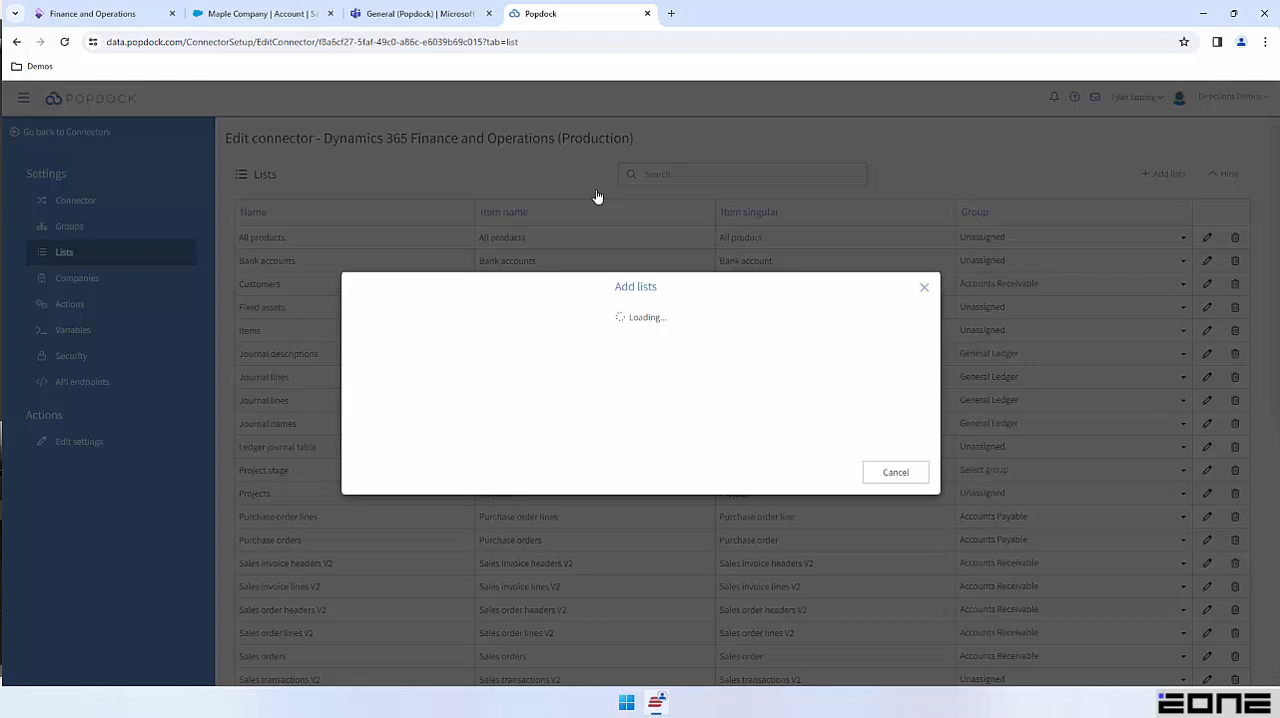 Finance and Operations
Maple Company | Account | Sa
General (Popdock) | Microsoft
Popdock
data.popdock.com/ConnectorSetup/EditConnector/f8a6cf27-5faf-49c0-a86c-e6039b69c015?tab=list
Demos
POPDOCK
Tyler Epping
Directions Demos
Go back to Connectors
Edit connector - Dynamics 365 Finance and Operations (Production)
Settings
Connector
Groups
Lists
Companies
Actions
Variables
Security
API endpoints
Actions
Edit settings
Lists
Search
Add lists
Hide
Name Item name Item singular Group
All products All products All product Unassigned
Bank accounts Bank accounts Bank account Unassigned
Customers Accounts Receivable
Fixed assets Unassigned
Items Unassigned
Journal descriptions General Ledger
Journal lines General Ledger
Journal lines General Ledger
Journal names General Ledger
Ledger journal table Unassigned
Project stage Select group
Projects Unassigned
Purchase order lines Purchase order lines Purchase order line Accounts Payable
Purchase orders Purchase orders Purchase order Accounts Payable
Sales invoice headers V2 Sales invoice headers V2 Sales invoice headers V2 Accounts Receivable
Sales invoice lines V2 Sales invoice lines V2 Sales invoice lines V2 Accounts Receivable
Sales order headers V2 Sales order headers V2 Sales order headers V2 Accounts Receivable
Sales order lines V2 Sales order lines V2 Sales order lines V2 Accounts Receivable
Sales orders Sales orders Sales order Accounts Receivable
Sales transactions V2 Sales transactions V2 Sales transactions V2 Unassigned
Add lists
Loading...
Cancel
eone